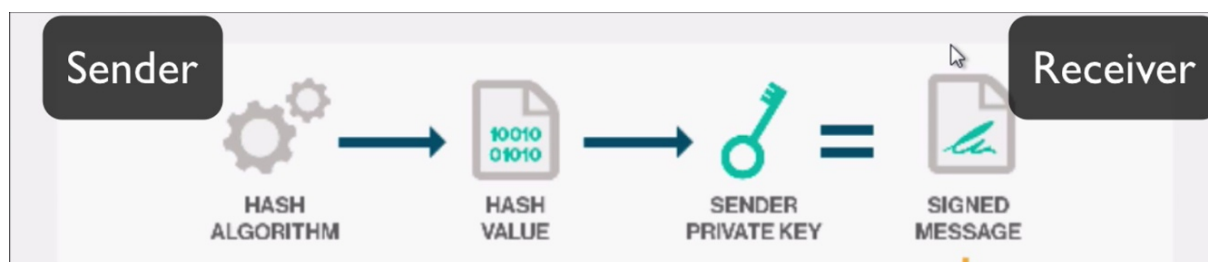 Sender
Receiver
10010
01010
HASH
ALGORITHM
HASH
VALUE
SENDER
PRIVATE KEY
SIGNED
MESSAGE